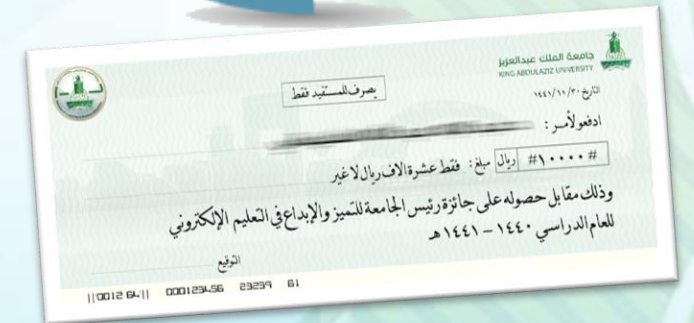 جامعة الملك عبدالعزيز
KING ABDULAZIZ UNIVERSITY
التاريخ ١٤٤١/١١/٣٠
يصرف للمستفيد فقط
ادفعوا لأمر :
#١٠٠٠٠# ريال مبلغ : فقط عشرة الاف ريال لا غير
وذلك مقابل حصوله على جائزة رئيس الجامعة للتميز والإبداع في التعليم الإلكتروني
للعام الدراسي ١٤٤٠ – ١٤٤١ هـ
التوقيع
||0012 64|| 000123456 23239 61